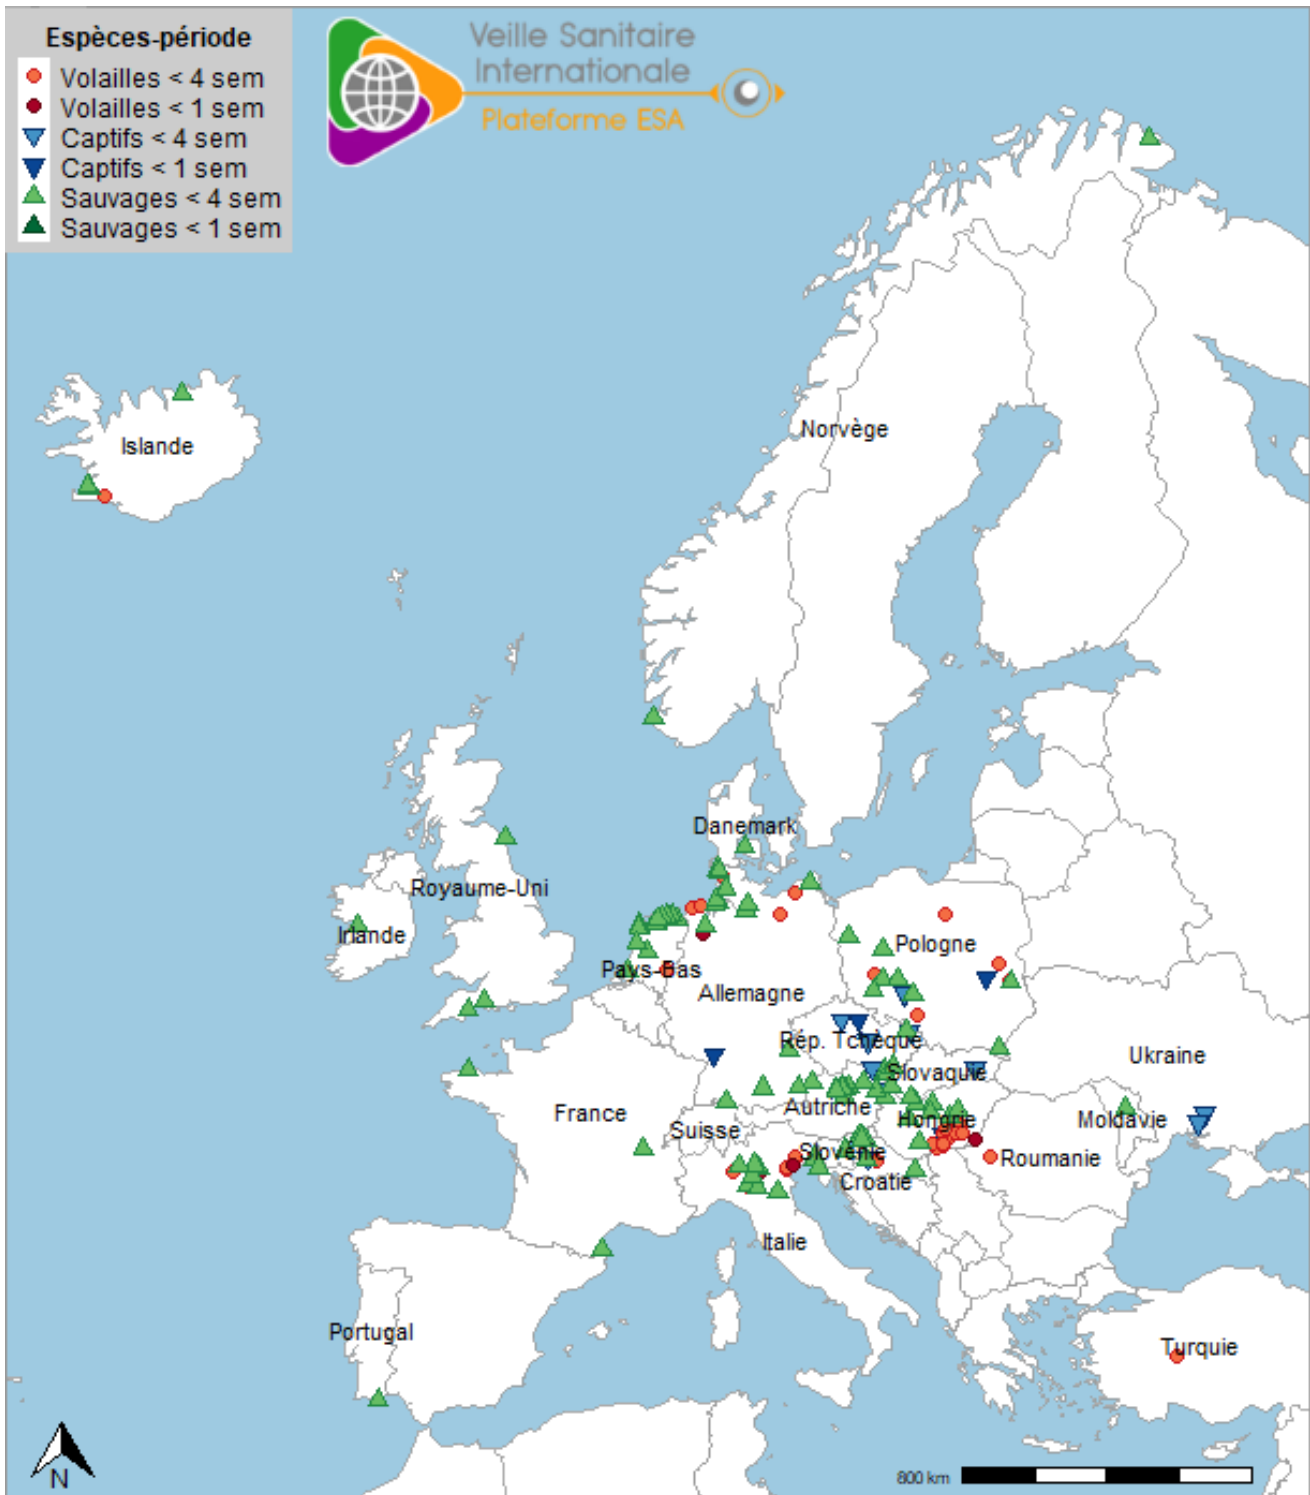 Espèces-période
Volailles < 4 sem
Volailles < 1 sem
Captifs < 4 sem
Captifs < 1 sem
Sauvages < 4 sem
Sauvages < 1 sem
Veille Sanitaire
Internationale
Plateforme ESA
Islande
Norvège
Danemark
Royaume-Uni
Irlande
Pays-Bas
Pologne
Allemagne
Rép. Tchèque
Ukraine
Slovaquie
France
Autriche
Hongrie
Moldavie
Suisse
Slovénie
Roumanie
Croatie
Italie
Portugal
Turquie
N
800 km